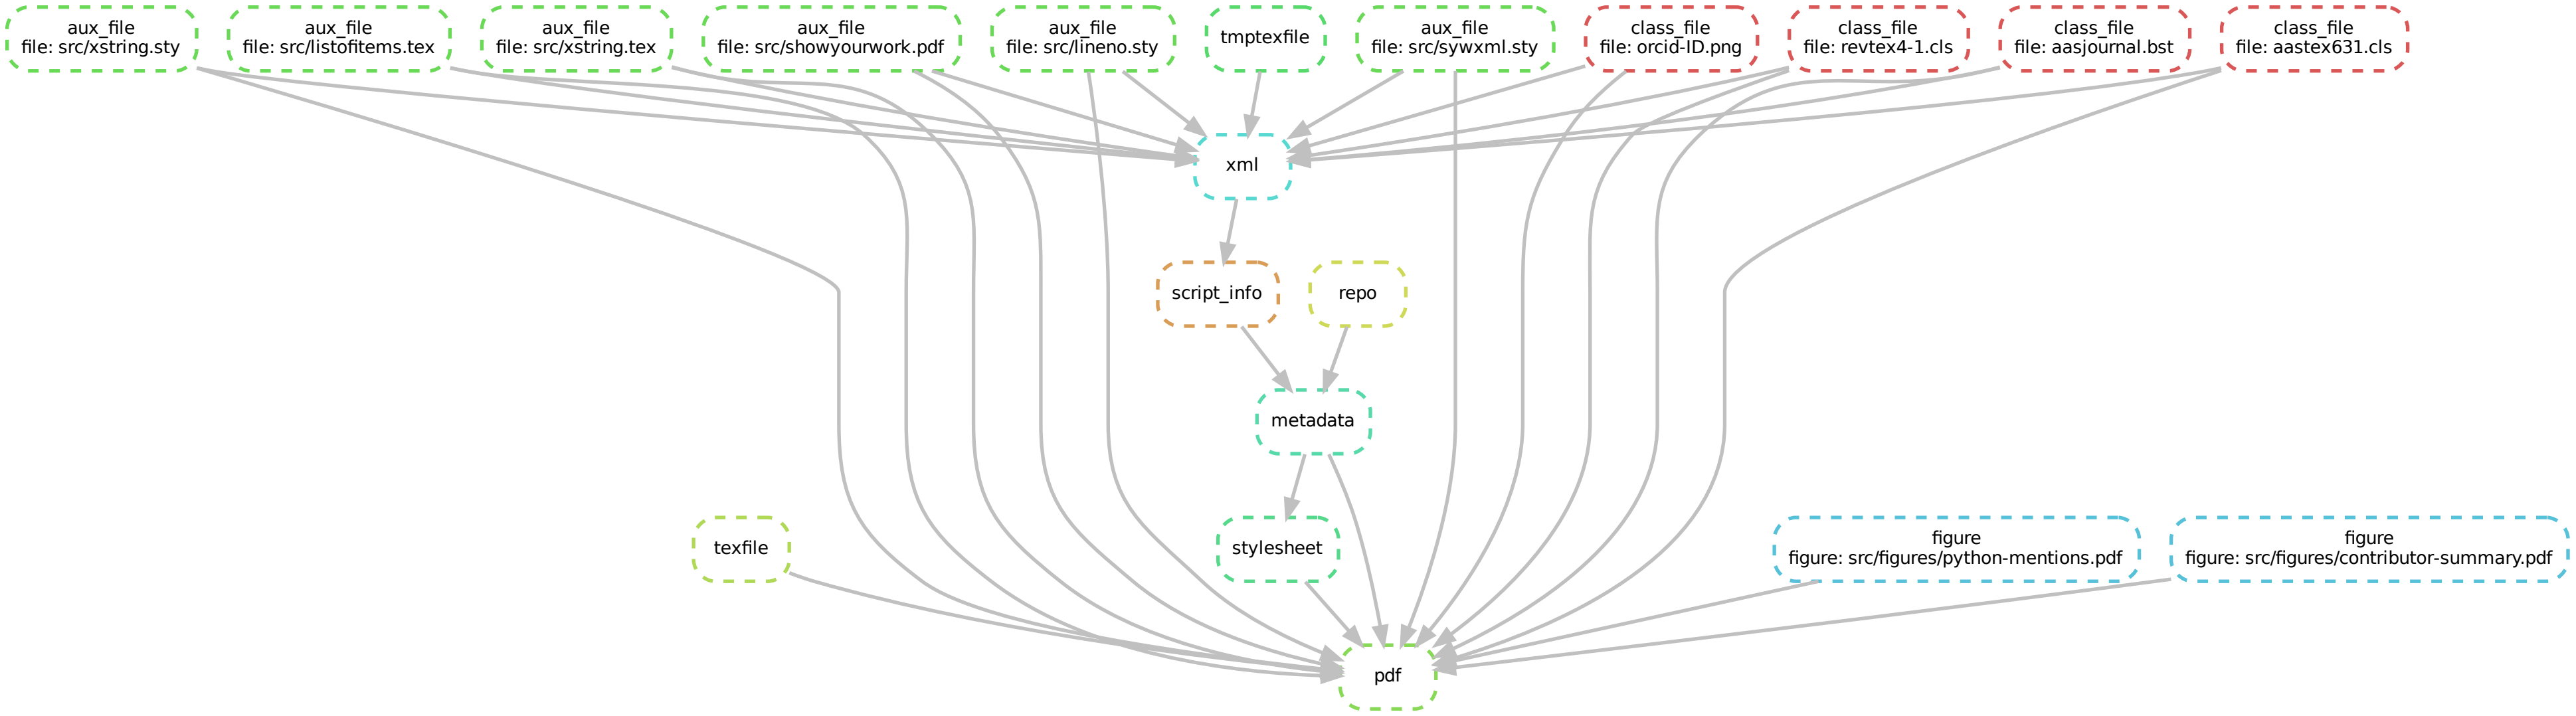 aux_file
file: src/xstring.sty
aux_file
file: src/listofitems.tex
aux_file
file: src/xstring.tex
aux_file
file: src/showyourwork.pdf
aux_file
file: src/lineno.sty
tmptexfile
aux_file
file: src/sywxml.sty
class_file
file: orcid-ID.png
class_file
file: revtex4-1.cls
class_file
file: aasjournal.bst
class_file
file: aastex631.cls
xml
script_info
repo
metadata
texfile
stylesheet
figure
figure: src/figures/python-mentions.pdf
figure
figure: src/figures/contributor-summary.pdf
pdf